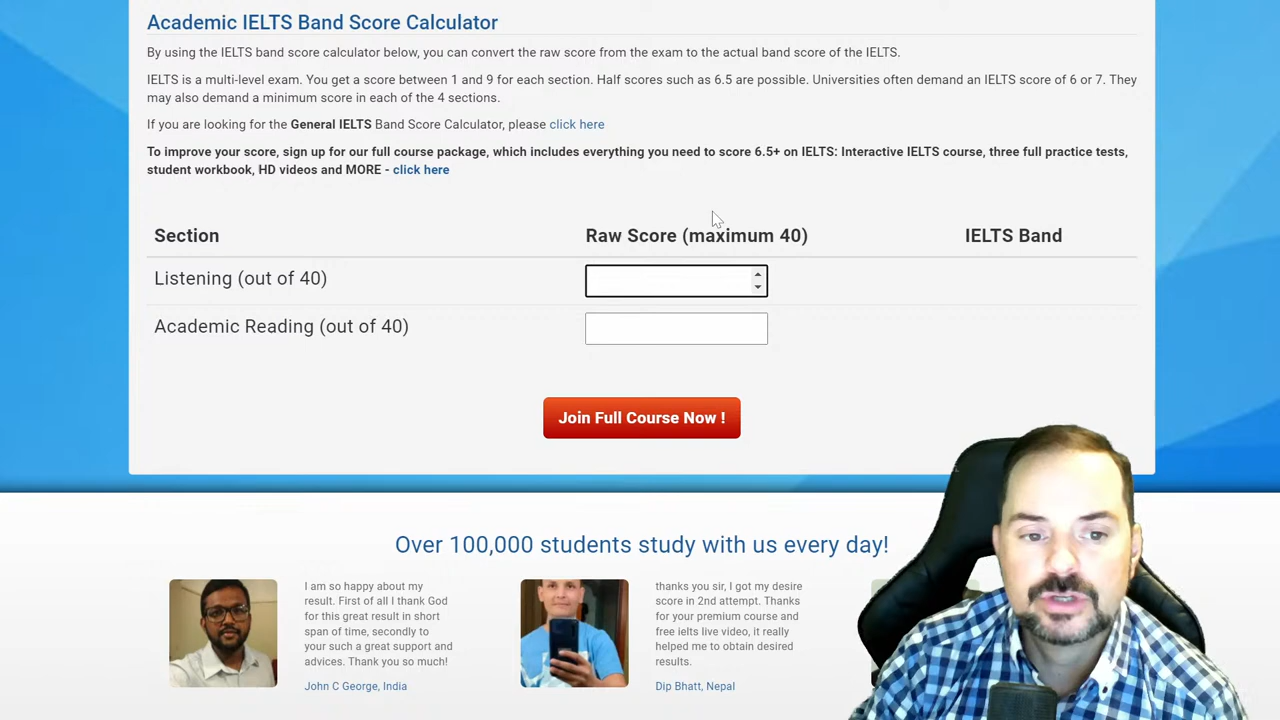 Academic IELTS Band Score Calculator
By using the IELTS band score calculator below, you can convert the raw score from the exam to the actual band score of the IELTS.
IELTS is a multi-level exam. You get a score between 1 and 9 for each section. Half scores such as 6.5 are possible. Universities often demand an IELTS score of 6 or 7. They
may also demand a minimum score in each of the 4 sections.
If you are looking for the General IELTS Band Score Calculator, please click here
To improve your score, sign up for our full course package, which includes everything you need to score 6.5+ on IELTS: Interactive IELTS course, three full practice tests,
student workbook, HD videos and MORE - click here
Section Raw Score (maximum 40) IELTS Band
Listening (out of 40)
Academic Reading (out of 40)
Join Full Course Now !
Over 100,000 students study with us every day!
I am so happy about my
result. First of all I thank God
for this great result in short
span of time, secondly to
your such a great support and
advices. Thank you so much!
John C George, India
thanks you sir, I got my desire
score in 2nd attempt. Thanks
for your premium course and
free ielts live video, it really
helped me to obtain desired
results.
Dip Bhatt, Nepal